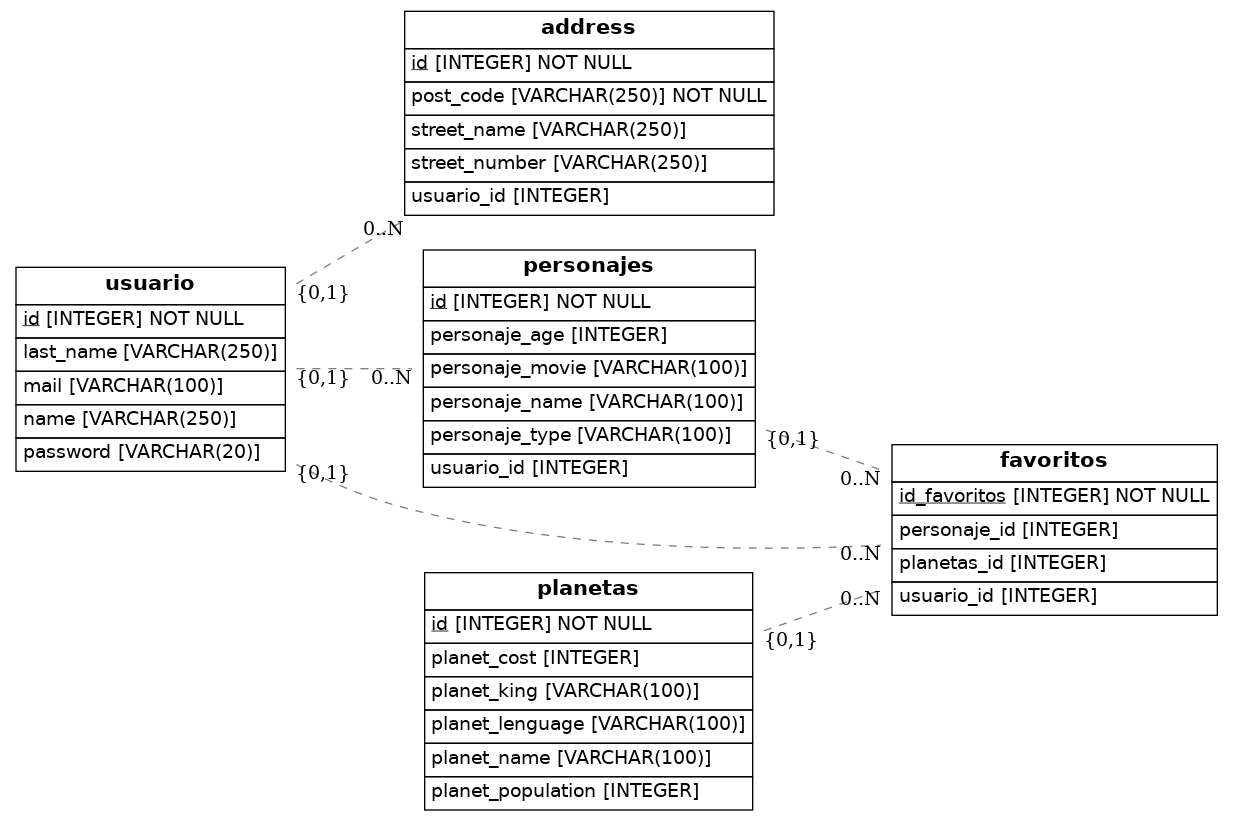 address
id [INTEGER] NOT NULL
post_code [VARCHAR(250)] NOT NULL
street_name [VARCHAR(250)]
street_number [VARCHAR(250)]
usuario_id [INTEGER]
0..N
{0,1}
usuario
id [INTEGER] NOT NULL
last_name [VARCHAR(250)]
mail [VARCHAR(100)]
name [VARCHAR(250)]
password [VARCHAR(20)]
{0,1}
0..N
{0,1}
personajes
id [INTEGER] NOT NULL
personaje_age [INTEGER]
personaje_movie [VARCHAR(100)]
personaje_name [VARCHAR(100)]
personaje_type [VARCHAR(100)]
usuario_id [INTEGER]
{0,1}
0..N
0..N
0..N
{0,1}
favoritos
id_favoritos [INTEGER] NOT NULL
personaje_id [INTEGER]
planetas_id [INTEGER]
usuario_id [INTEGER]
planetas
id [INTEGER] NOT NULL
planet_cost [INTEGER]
planet_king [VARCHAR(100)]
planet_lenguage [VARCHAR(100)]
planet_name [VARCHAR(100)]
planet_population [INTEGER]